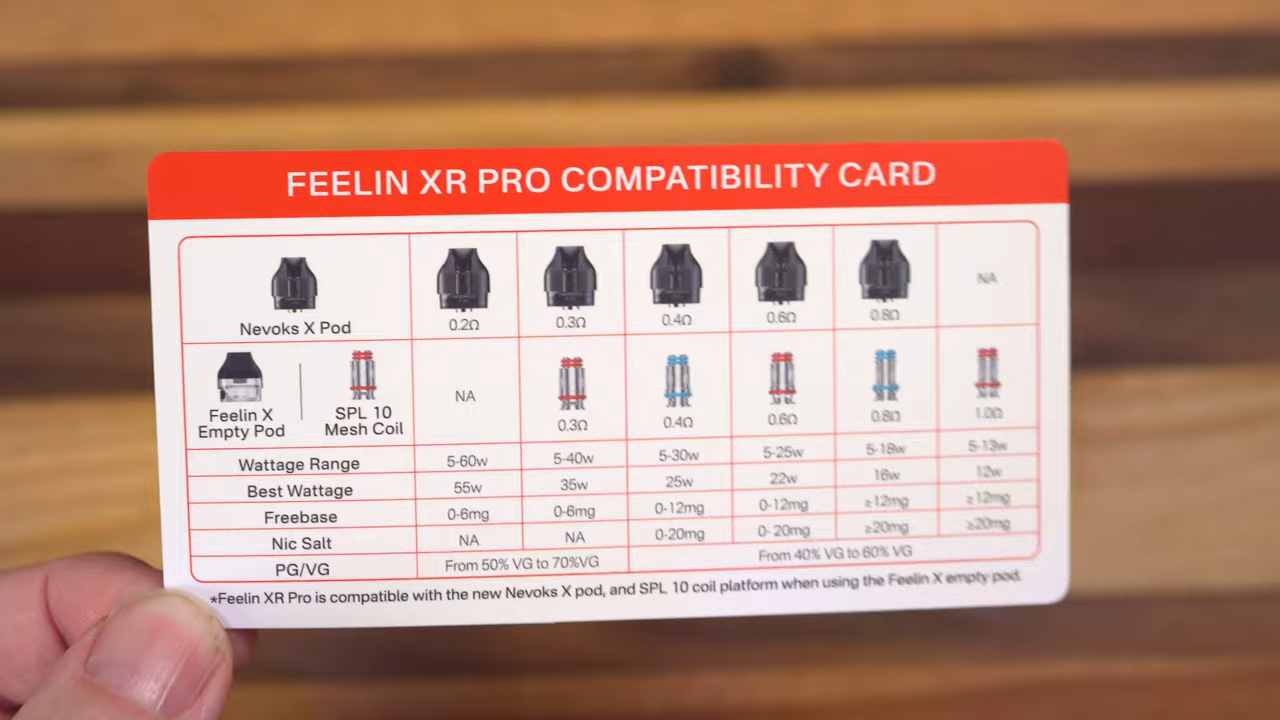 FEELIN XR PRO COMPATIBILITY CARD
Nevoks X Pod 0.2Ω 0.3Ω 0.4Ω 0.6Ω 0.8Ω NA
Feelin X Empty Pod SPL 10 Mesh Coil NA 0.3Ω 0.4Ω 0.6Ω 0.8Ω 1.0Ω
Wattage Range 5-60w 5-40w 5-30w 5-25w 5-18w 5-13w
Best Wattage 55w 35w 25w 22w 16w 12w
Freebase 0-6mg 0-6mg 0-12mg 0-12mg ≥12mg ≥12mg
Nic Salt NA NA 0-20mg 0-20mg ≥20mg ≥20mg
PG/VG From 50% VG to 70%VG From 40% VG to 60% VG
*Feelin XR Pro is compatible with the new Nevoks X pod, and SPL 10 coil platform when using the Feelin X empty pod.